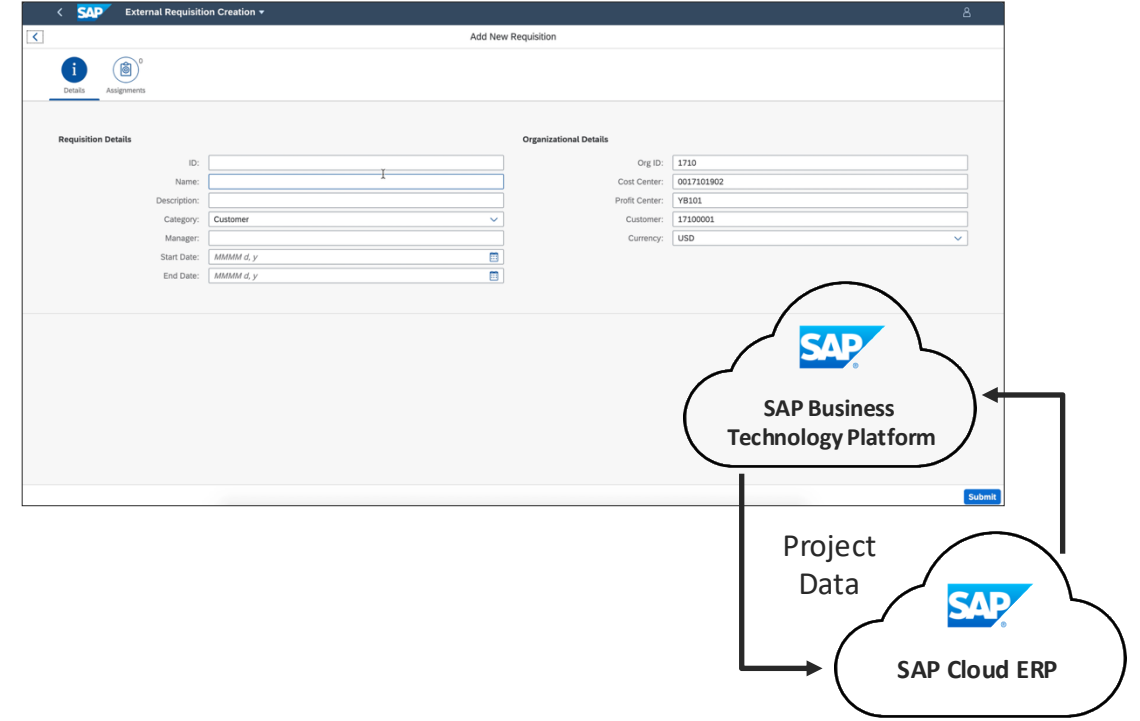 SAP External Requisition Creation
Add New Requisition
i
0
Details Assignments
Requisition Details
ID:
Name:
Description:
Category: Customer
Manager:
Start Date: MMMM d, y
End Date: MMMM d, y
Organizational Details
Org ID: 1710
Cost Center: 0017101902
Profit Center: YB101
Customer: 17100001
Currency: USD
SAP®
SAP Business
Technology Platform
Submit
Project
Data
SAP®
SAP Cloud ERP